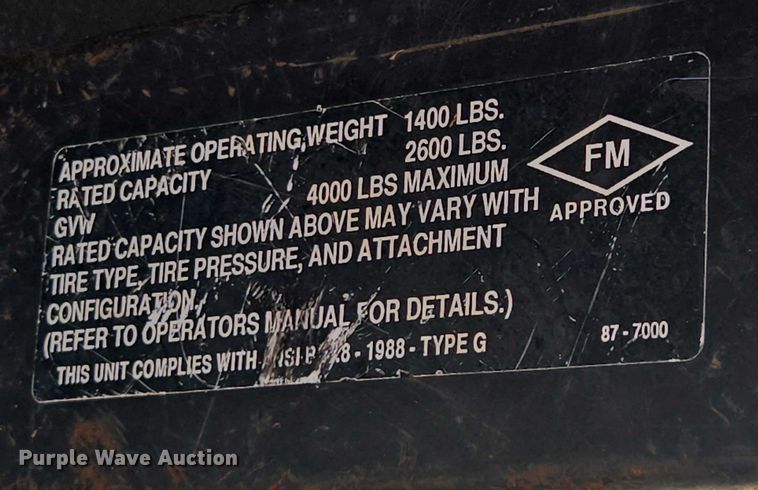 APPROXIMATE OPERATING WEIGHT 1400 LBS.
RATED CAPACITY 2600 LBS.
GVW 4000 LBS MAXIMUM
RATED CAPACITY SHOWN ABOVE MAY VARY WITH
TIRE TYPE, TIRE PRESSURE, AND ATTACHMENT
CONFIGURATION.
(REFER TO OPERATORS MANUAL FOR DETAILS.)
THIS UNIT COMPLIES WITH - 1988 - TYPE G
FM
APPROVED
87 - 7000
Purple Wave Auction